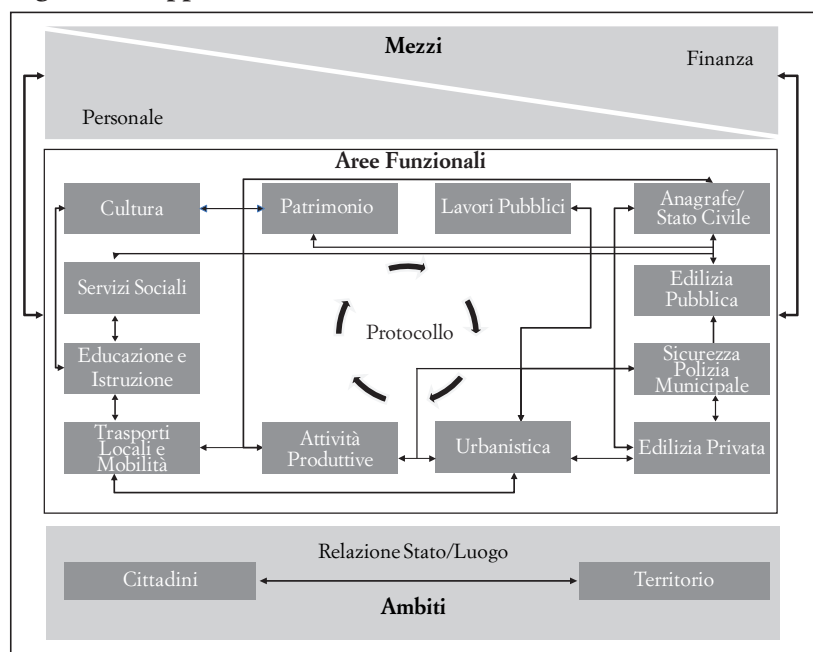 Mezzi
Finanza
Personale
Aree Funzionali
Cultura
Patrimonio
Lavori Pubblici
Anagrafe/
Stato Civile
Servizi Sociali
Edilizia
Pubblica
Protocollo
Educazione e
Istruzione
Sicurezza
Polizia
Municipale
Trasporti
Locali e
Mobilità
Attività
Produttive
Urbanistica
Edilizia Privata
Relazione Stato/Luogo
Cittadini
Territorio
Ambiti